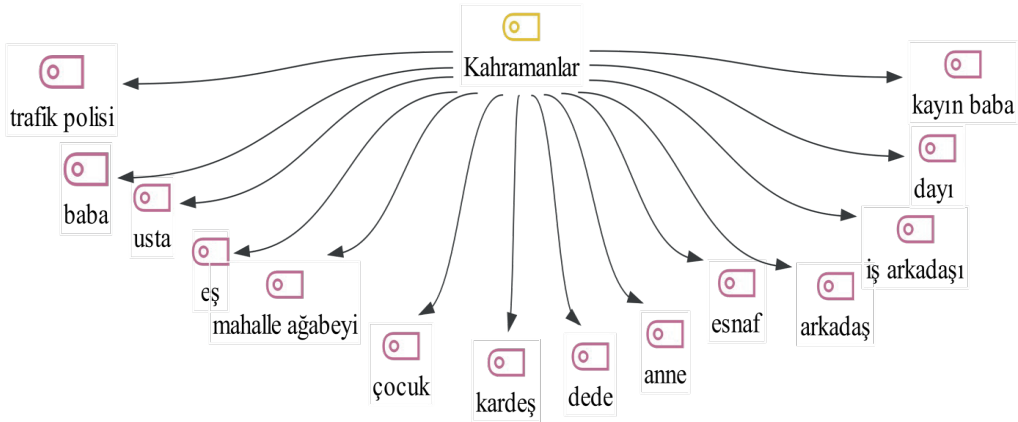 Kahramanlar
trafik polisi
baba
usta
eş
mahalle ağabeyi
çocuk
kardeş
dede
anne
esnaf
arkadaş
iş arkadaşı
dayı
kayın baba